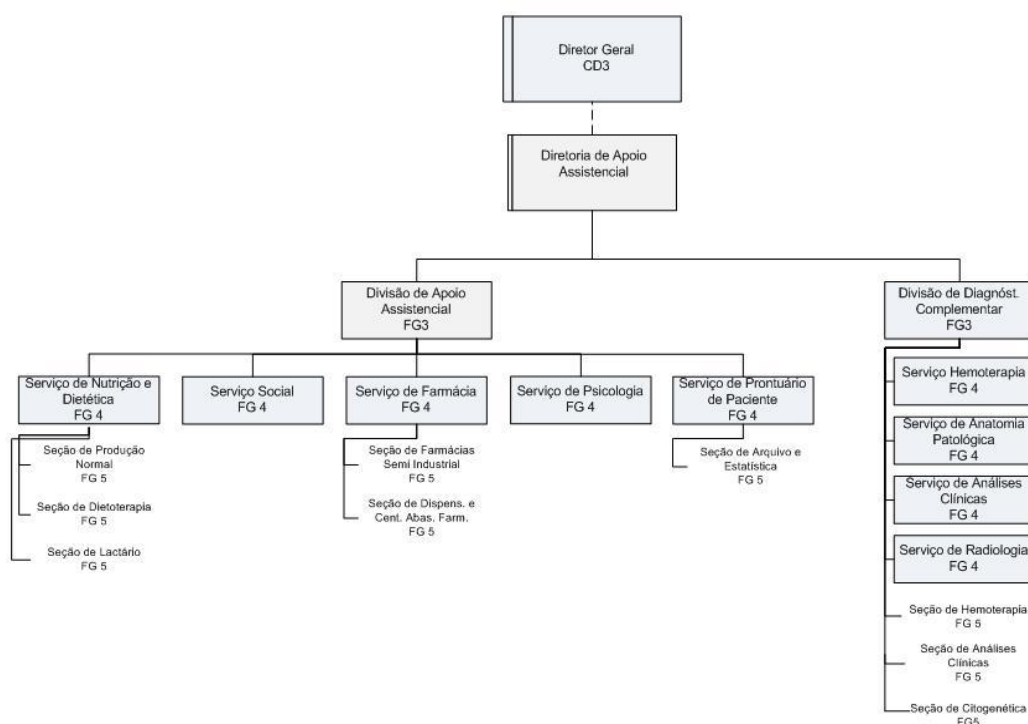 Diretor Geral
CD3
Diretoria de Apoio
Assistencial
Divisão de Apoio
Assistencial
FG3
Divisão de Diagnóst.
Complementar
FG3
Serviço de Nutrição e
Dietética
FG 4
Serviço Social
FG 4
Serviço de Farmácia
FG 4
Serviço de Psicologia
FG 4
Serviço de Prontuário
de Paciente
FG 4
Seção de Produção
Normal
FG 5
Seção de Dietoterapia
FG 5
Seção de Lactário
FG 5
Seção de Farmácias
Semi Industrial
FG 5
Seção de Dispens. e
Cent. Abas. Farm.
FG 5
Seção de Arquivo e
Estatística
FG 5
Serviço Hemoterapia
FG 4
Serviço de Anatomia
Patológica
FG 4
Serviço de Análises
Clínicas
FG 4
Serviço de Radiologia
FG 4
Seção de Hemoterapia
FG 5
Seção de Análises
Clínicas
FG 5
Seção de Citogenética
FG5